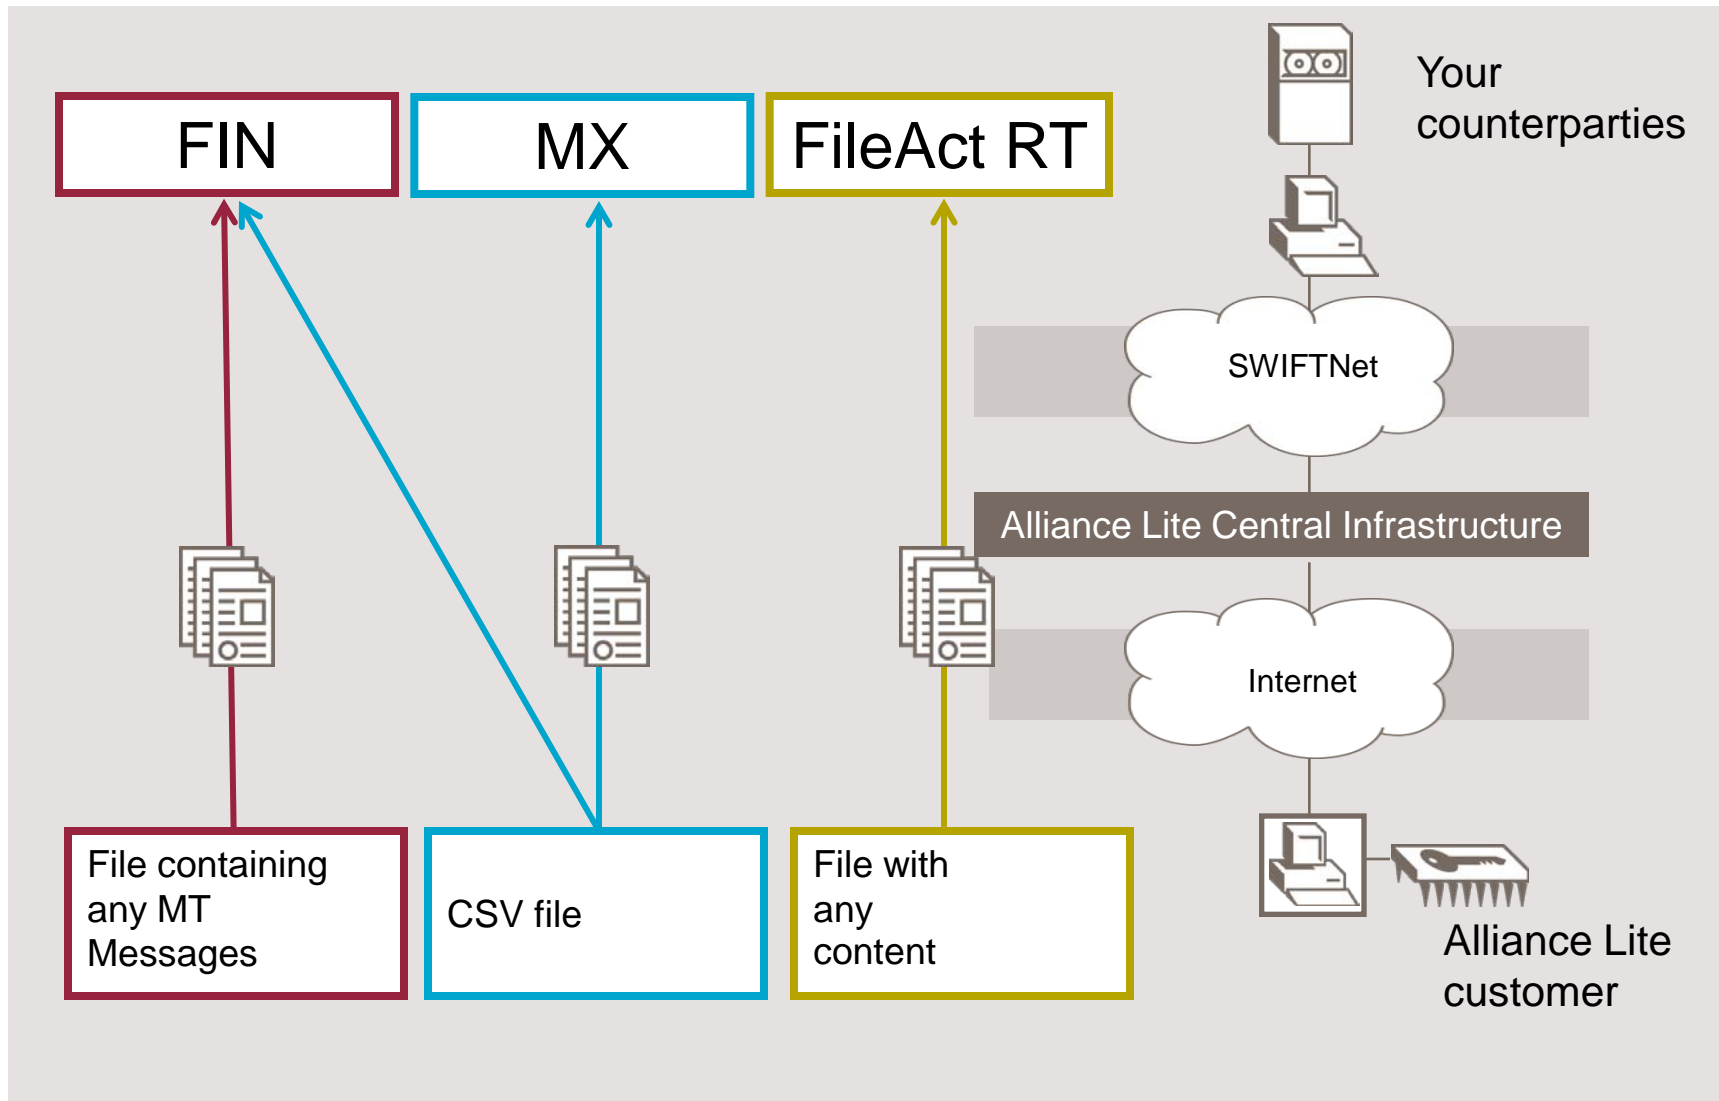 FIN
MX
FileAct RT
Your
counterparties
SWIFTNet
Alliance Lite Central Infrastructure
Internet
File containing
any MT
Messages
CSV file
File with
any
content
Alliance Lite
customer